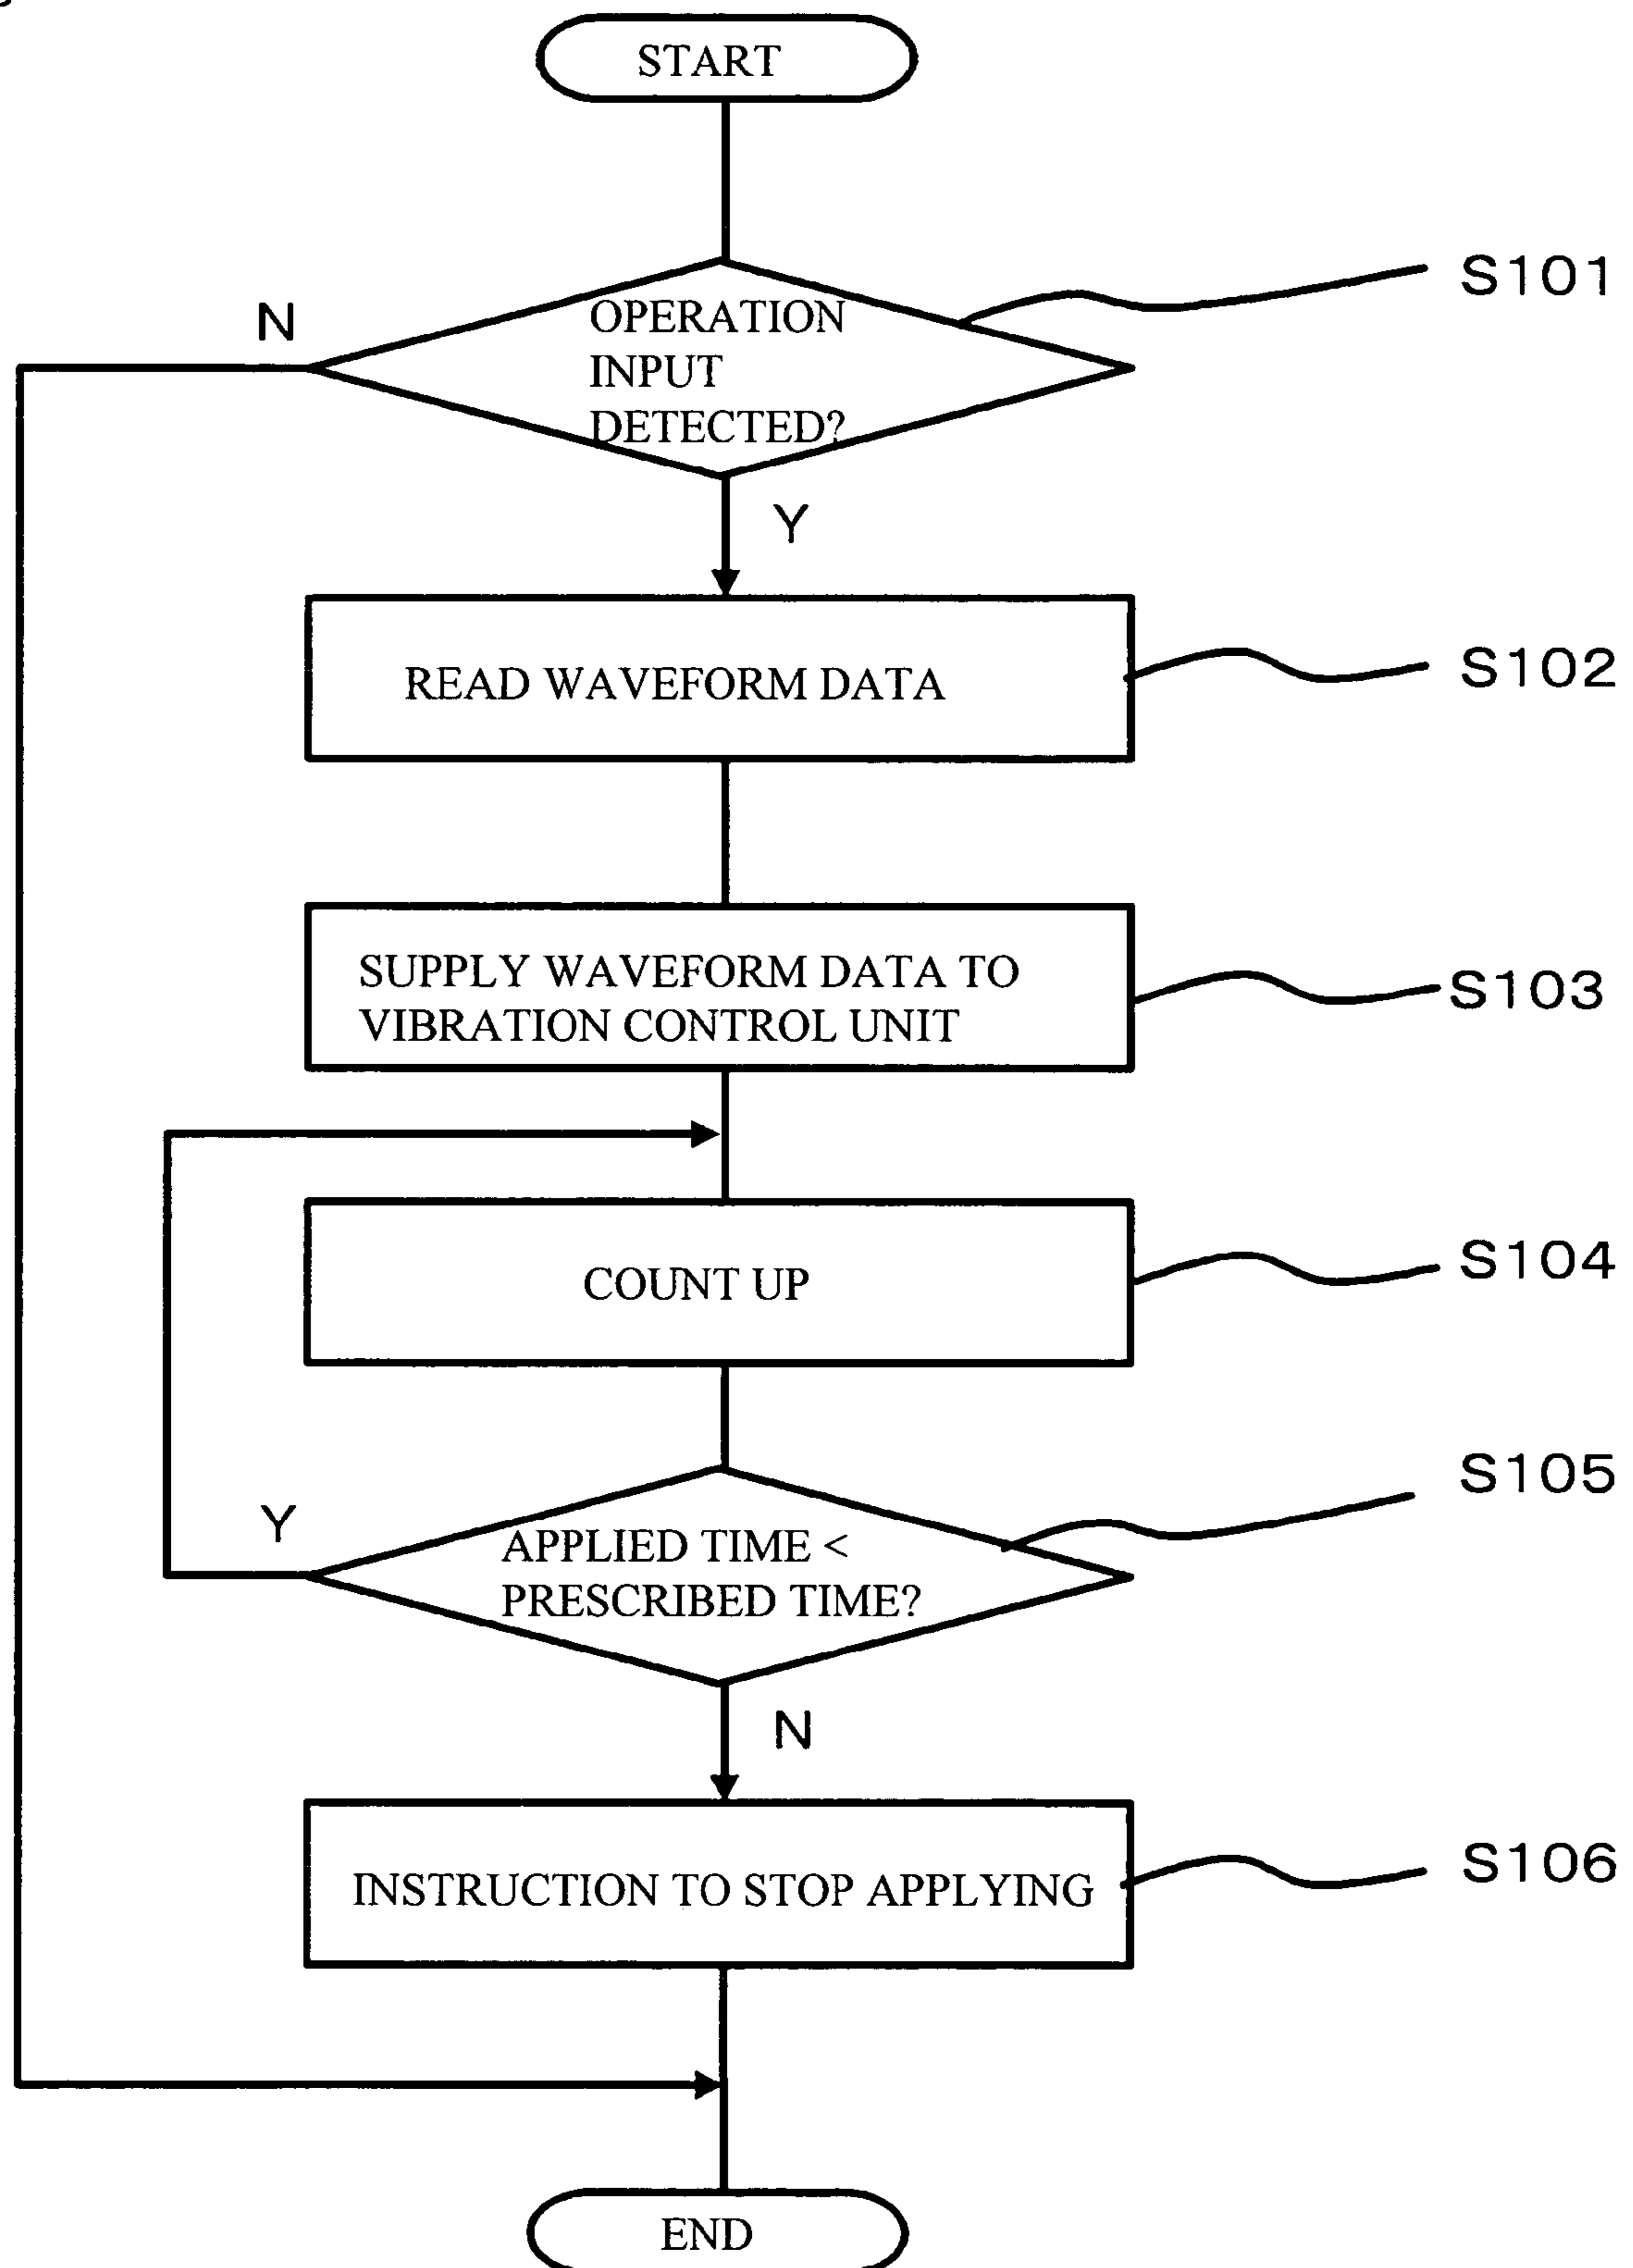 START
S101
N
OPERATION
INPUT
DETECTED?
Y
READ WAVEFORM DATA
S102
SUPPLY WAVEFORM DATA TO
VIBRATION CONTROL UNIT
S103
COUNT UP
S104
S105
Y
APPLIED TIME <
PRESCRIBED TIME?
N
INSTRUCTION TO STOP APPLYING
S106
END